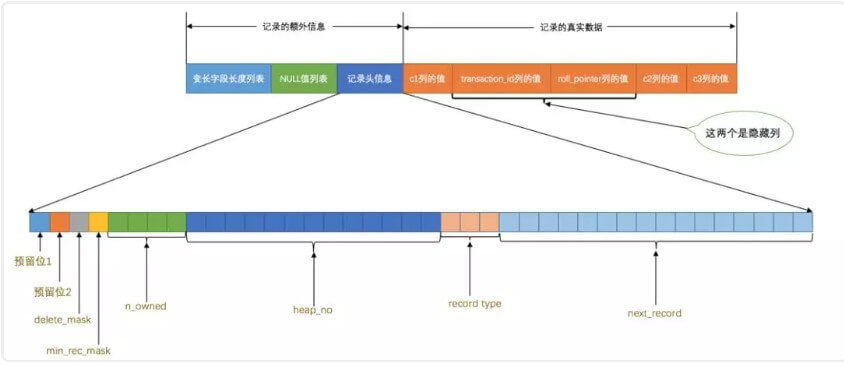 记录的额外信息
记录的真实数据
变长字段长度列表
NULL值列表
记录头信息
c1列的值
transaction_id列的值
roll_pointer列的值
c2列的值
c3列的值
这两个是隐藏列
预留位1
预留位2
delete_mask
min_rec_mask
n_owned
heap_no
record type
next_record